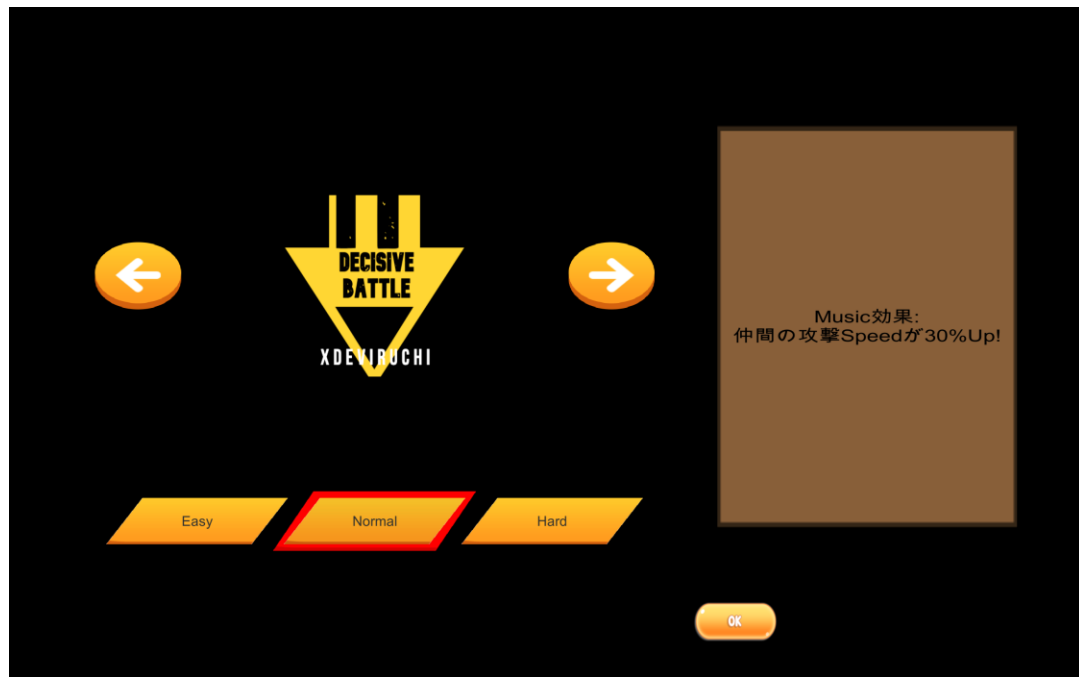 DECISIVE
BATTLE
XDEVIRUCHI
Music効果:
仲間の攻撃Speedが30%Up!
Easy
Normal
Hard
OK